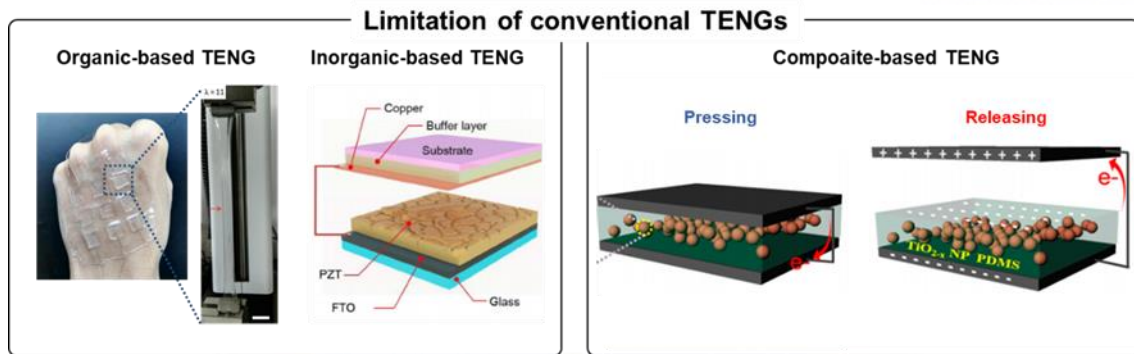 Limitation of conventional TENGs
Organic-based TENG
λ=11
Inorganic-based TENG
Copper
Buffer layer
Substrate
PZT
FTO
Glass
Compoaite-based TENG
Pressing
e-
Releasing
+ + + + + + + + + +
e-
TiO2-x NP PDMS